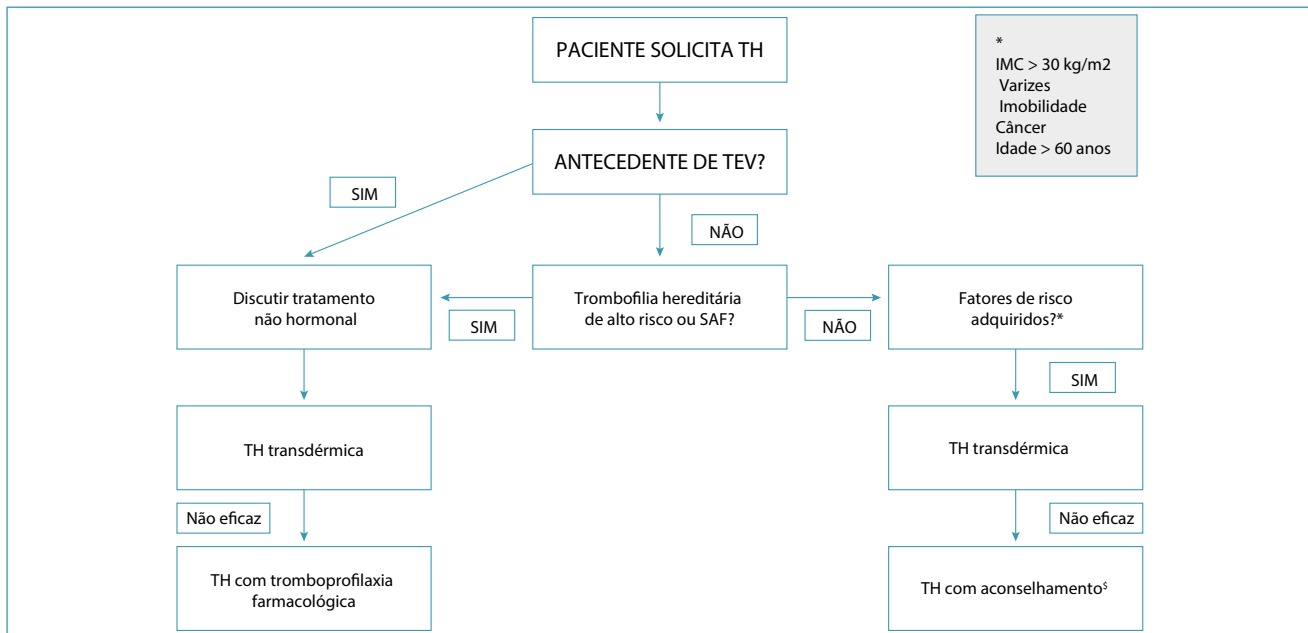 PACIENTE SOLICITA TH
*
IMC > 30 kg/m2
Varizes
Imobilidade
Câncer
Idade > 60 anos
ANTECEDENTE DE TEV?
SIM
NÃO
Discutir tratamento
não hormonal
SIM
Trombofilia hereditária
de alto risco ou SAF?
NÃO
Fatores de risco
adquiridos?*
SIM
TH transdérmica
TH transdérmica
Não eficaz
Não eficaz
TH com tromboprofilaxia
farmacológica
TH com aconselhamento$